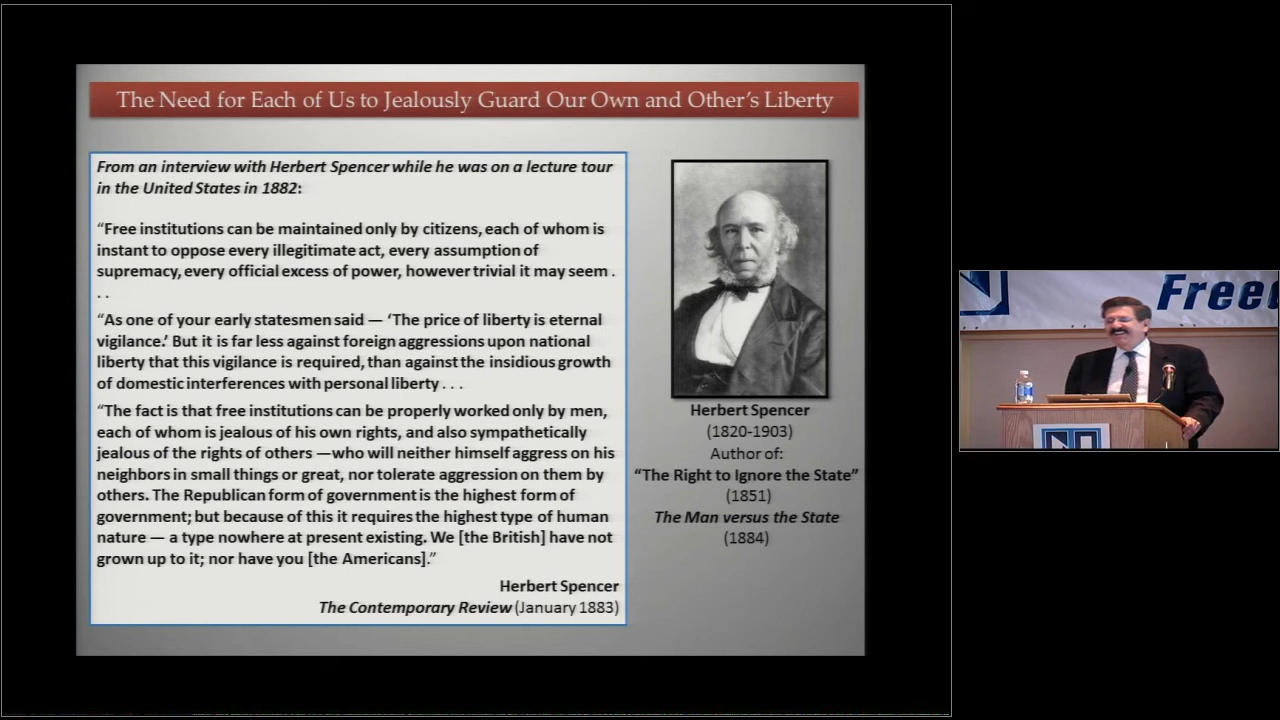 The Need for Each of Us to Jealously Guard Our Own and Other's Liberty
From an interview with Herbert Spencer while he was on a lecture tour
in the United States in 1882:
“Free institutions can be maintained only by citizens, each of whom is
instant to oppose every illegitimate act, every assumption of
supremacy, every official excess of power, however trivial it may seem .
. .
“As one of your early statesmen said — ‘The price of liberty is eternal
vigilance.’ But it is far less against foreign aggressions upon national
liberty that this vigilance is required, than against the insidious growth
of domestic interferences with personal liberty . . .
“The fact is that free institutions can be properly worked only by men,
each of whom is jealous of his own rights, and also sympathetically
jealous of the rights of others —who will neither himself aggress on his
neighbors in small things or great, nor tolerate aggression on them by
others. The Republican form of government is the highest form of
government; but because of this it requires the highest type of human
nature — a type nowhere at present existing. We [the British] have not
grown up to it; nor have you [the Americans].”
Herbert Spencer
The Contemporary Review (January 1883)
Herbert Spencer
(1820-1903)
Author of:
“The Right to Ignore the State”
(1851)
The Man versus the State
(1884)